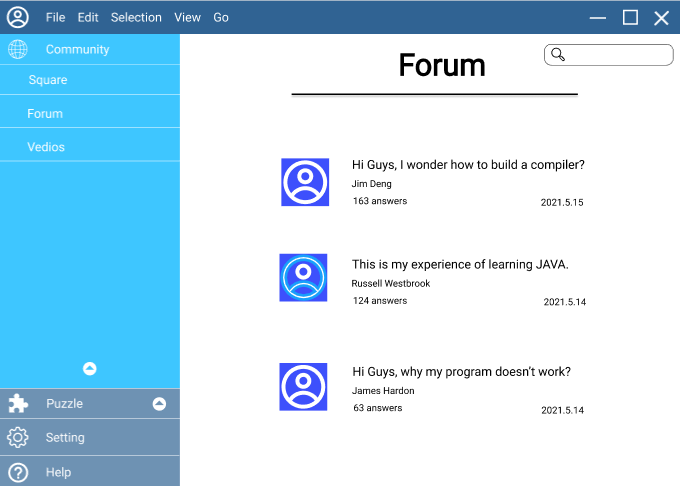 File Edit Selection View Go
Community
Square
Forum
Vedios
Puzzle
Setting
Help
Forum
Hi Guys, I wonder how to build a compiler?
Jim Deng
163 answers 2021.5.15
This is my experience of learning JAVA.
Russell Westbrook
124 answers 2021.5.14
Hi Guys, why my program doesn't work?
James Hardon
63 answers 2021.5.14